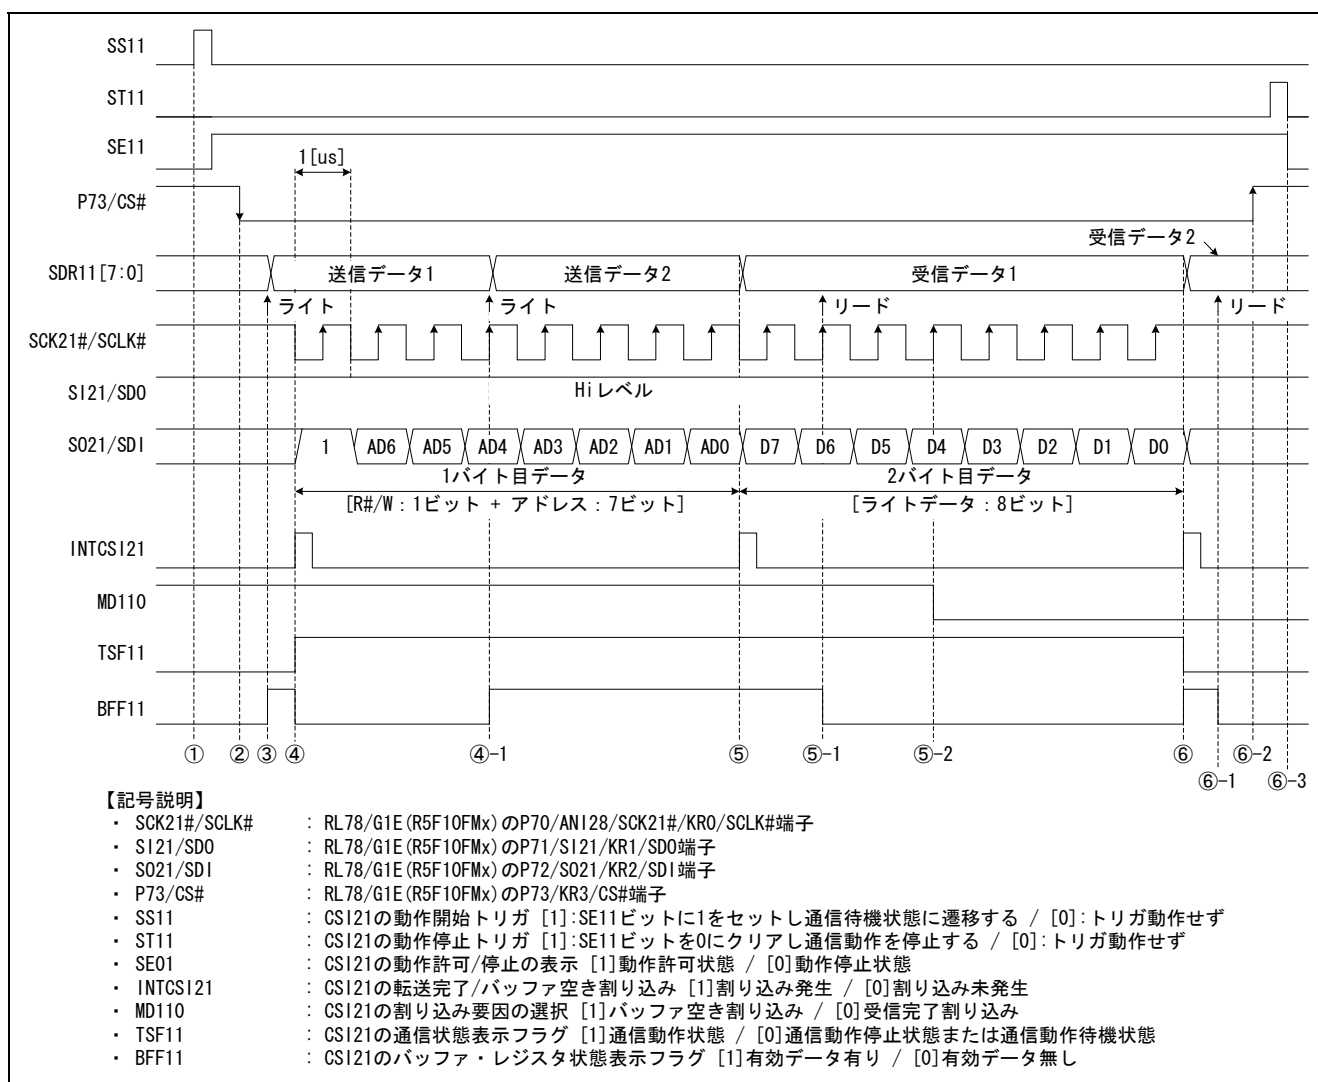 SS11
ST11
SE11
1[us]
P73/CS#
受信データ2
SDR11[7:0]
送信データ1
送信データ2
受信データ1
ライト
ライト
リード
リード
SCK21#/SCLK#
SI21/SDO
Hiレベル
SO21/SDI
1 AD6 AD5 AD4 AD3 AD2 AD1 AD0 D7 D6 D5 D4 D3 D2 D1 D0
1バイト目データ
2バイト目データ
[R#/W：1ビット + アドレス：7ビット]
[ライトデータ：8ビット]
INTCSI21
MD110
TSF11
BFF11
① ② ③ ④ ④-1 ⑤ ⑤-1 ⑤-2 ⑥ ⑥-2
⑥-1 ⑥-3
【記号説明】
・ SCK21#/SCLK# : RL78/G1E(R5F10FMx)のP70/ANI28/SCK21#/KR0/SCLK#端子
・ SI21/SDO : RL78/G1E(R5F10FMx)のP71/SI21/KR1/SDO端子
・ SO21/SDI : RL78/G1E(R5F10FMx)のP72/SO21/KR2/SDI端子
・ P73/CS# : RL78/G1E(R5F10FMx)のP73/KR3/CS#端子
・ SS11 : CSI21の動作開始トリガ [1]:SE11ビットに1をセットし通信待機状態に遷移する / [0]:トリガ動作せず
・ ST11 : CSI21の動作停止トリガ [1]:SE11ビットを0にクリアし通信動作を停止する / [0]:トリガ動作せず
・ SE01 : CSI21の動作許可/停止の表示 [1]動作許可状態 / [0]動作停止状態
・ INTCSI21 : CSI21の転送完了/バッファ空き割り込み [1]割り込み発生 / [0]割り込み未発生
・ MD110 : CSI21の割り込み要因の選択 [1]バッファ空き割り込み / [0]受信完了割り込み
・ TSF11 : CSI21の通信状態表示フラグ [1]通信動作状態 / [0]通信動作停止状態または通信動作待機状態
・ BFF11 : CSI21のバッファ・レジスタ状態表示フラグ [1]有効データ有り / [0]有効データ無し